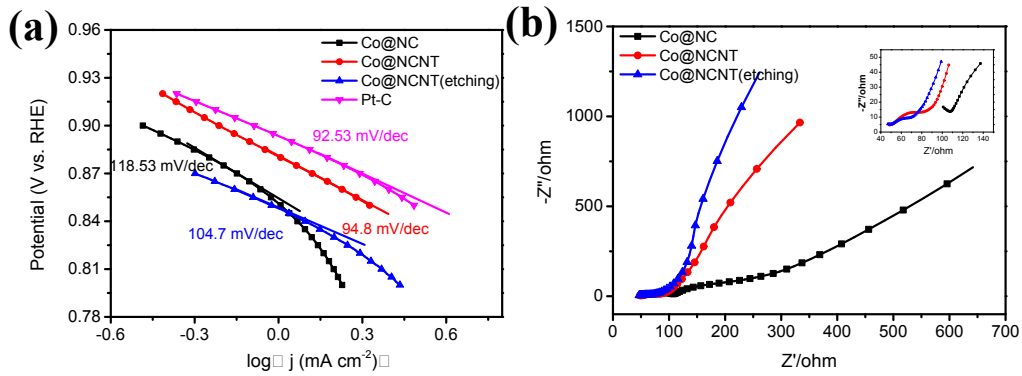 (a)
0.96
0.93
0.90
0.87
0.84
0.81
0.78
Potential (V vs. RHE)
Co@NC
Co@NCNT
Co@NCNT(etching)
Pt-C
92.53 mV/dec
118.53 mV/dec
104.7 mV/dec
94.8 mV/dec
-0.6 -0.3 0.0 0.3 0.6
log□ j (mA cm-2)□
(b)
1500
1000
500
0
-Z''/ohm
Co@NC
Co@NCNT
Co@NCNT(etching)
50
40
30
20
10
0
-Z''/ohm
40 60 80 100 120 140
Z'/ohm
0 100 200 300 400 500 600 700
Z'/ohm